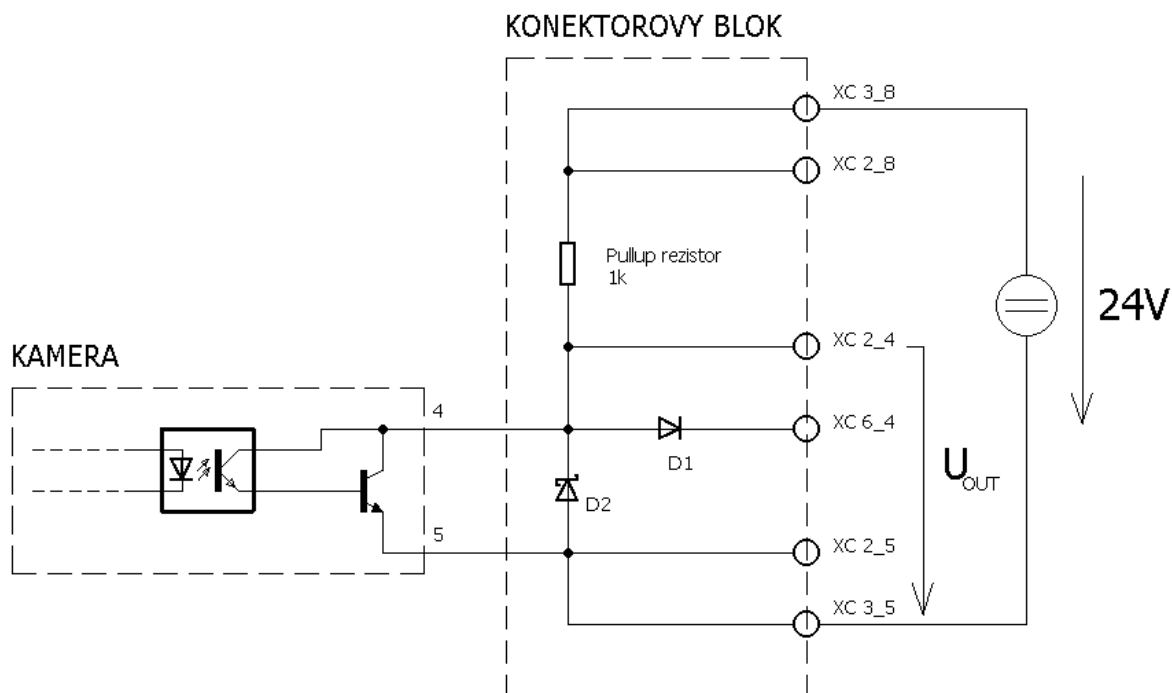 KONEKTOROVY BLOK
XC 3_8
XC 2_8
Pullup rezistor
1k
24V
XC 2_4
KAMERA
4
XC 6_4
D1
U OUT
D2
5
XC 2_5
XC 3_5